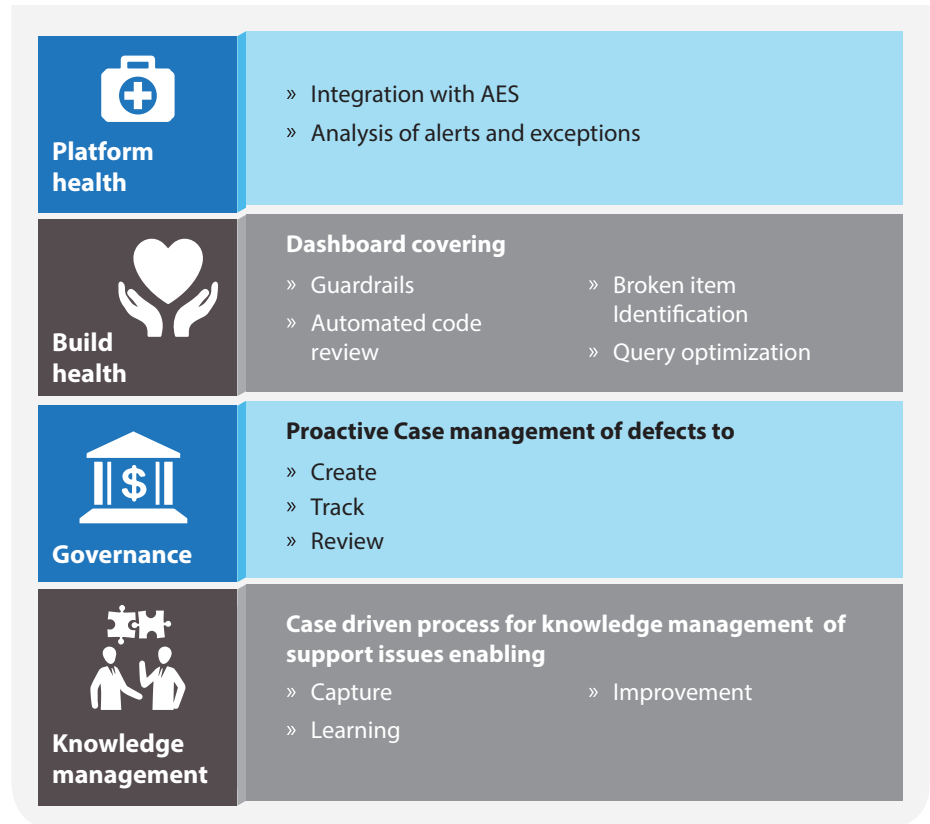 Platform
health
» Integration with AES
» Analysis of alerts and exceptions
Build
health
Dashboard covering
» Guardrails
» Automated code
review
» Broken item
Identification
» Query optimization
Governance
Proactive Case management of defects to
» Create
» Track
» Review
Knowledge
management
Case driven process for knowledge management of
support issues enabling
» Capture
» Learning
» Improvement